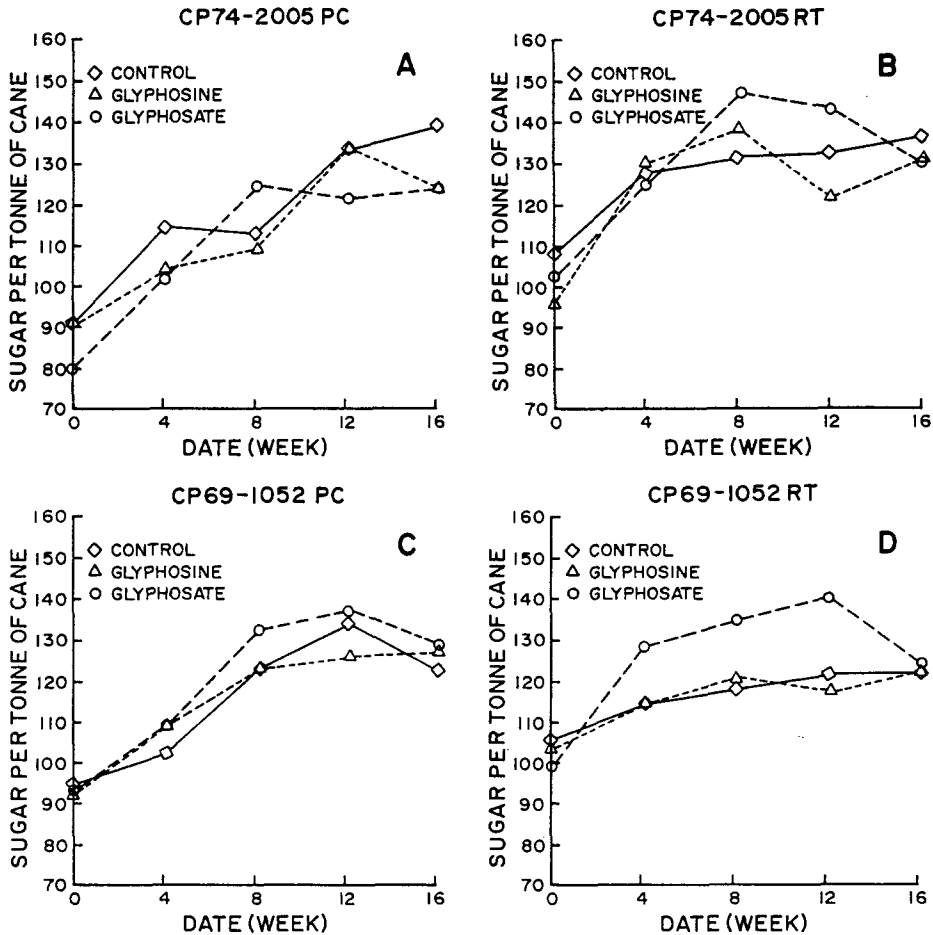 CP74-2005 PC
A
◇ CONTROL
△ GLYPHOSINE
○ GLYPHOSATE
SUGAR PER TONNE OF CANE
160
150
140
130
120
110
100
90
80
70
0 4 8 12 16
DATE (WEEK)
CP74-2005 RT
B
◇ CONTROL
△ GLYPHOSINE
○ GLYPHOSATE
SUGAR PER TONNE OF CANE
160
150
140
130
120
110
100
90
80
70
0 4 8 12 16
DATE (WEEK)
CP69-1052 PC
C
◇ CONTROL
△ GLYPHOSINE
○ GLYPHOSATE
SUGAR PER TONNE OF CANE
160
150
140
130
120
110
100
90
80
70
0 4 8 12 16
DATE (WEEK)
CP69-1052 RT
D
◇ CONTROL
△ GLYPHOSINE
○ GLYPHOSATE
SUGAR PER TONNE OF CANE
160
150
140
130
120
110
100
90
80
70
0 4 8 12 16
DATE (WEEK)